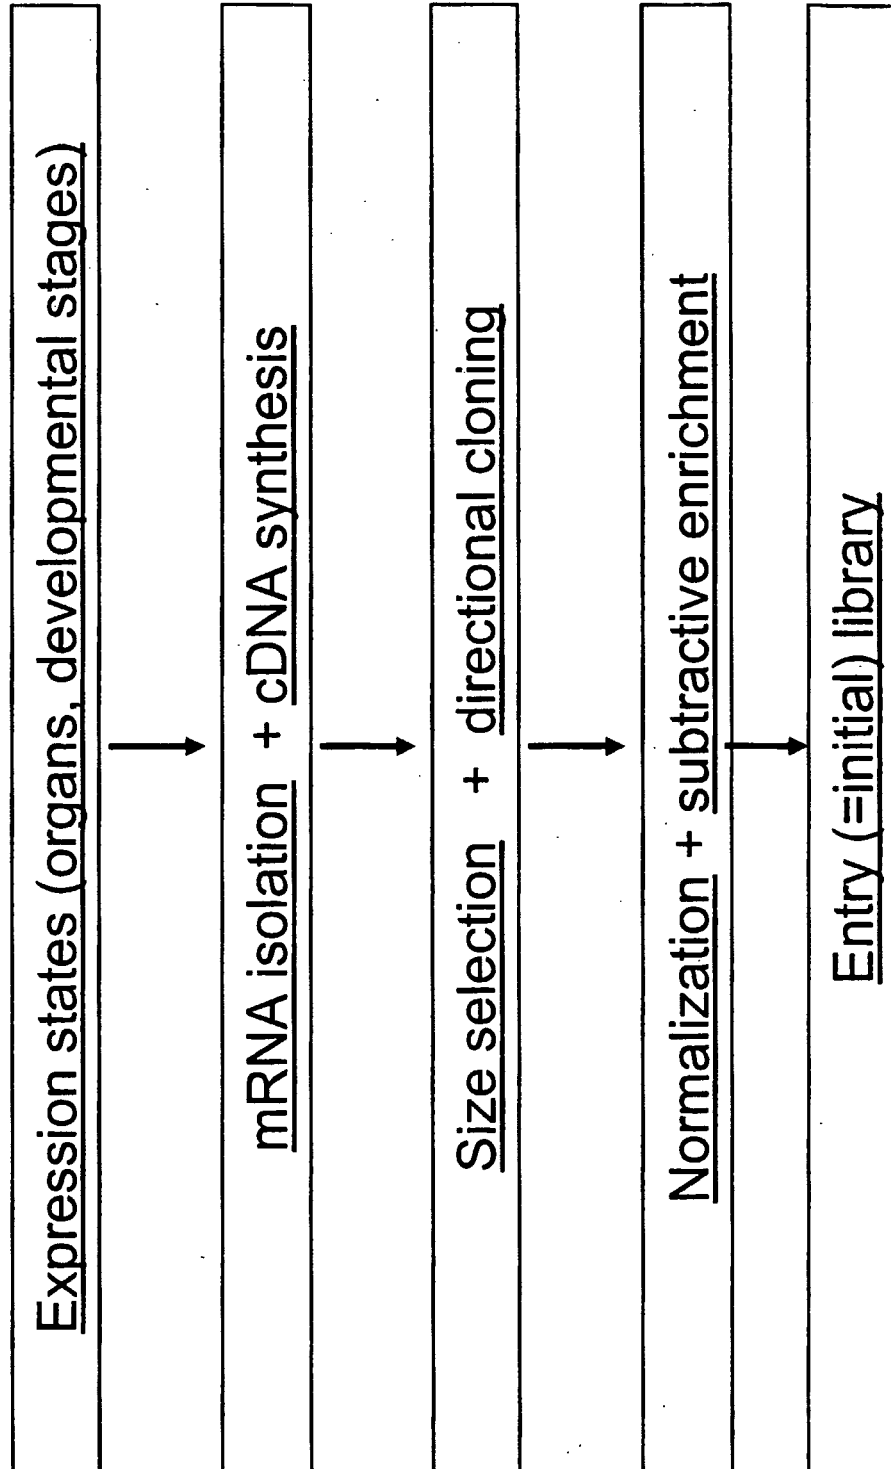 Expression states (organs, developmental stages)
mRNA isolation + cDNA synthesis
Size selection + directional cloning
Normalization + subtractive enrichment
Entry (=initial) library